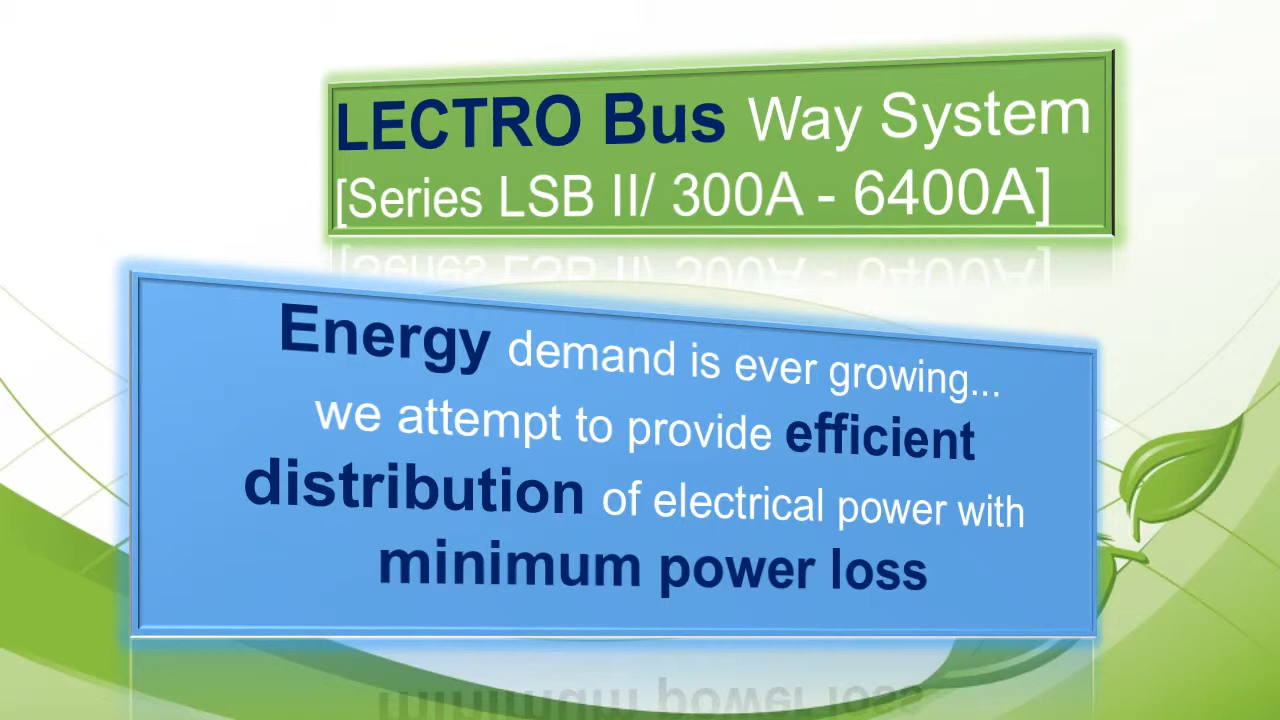 LECTRO Bus Way System
[Series LSB II/ 300A - 6400A]
Energy demand is ever growing...
we attempt to provide efficient
distribution of electrical power with
minimum power loss